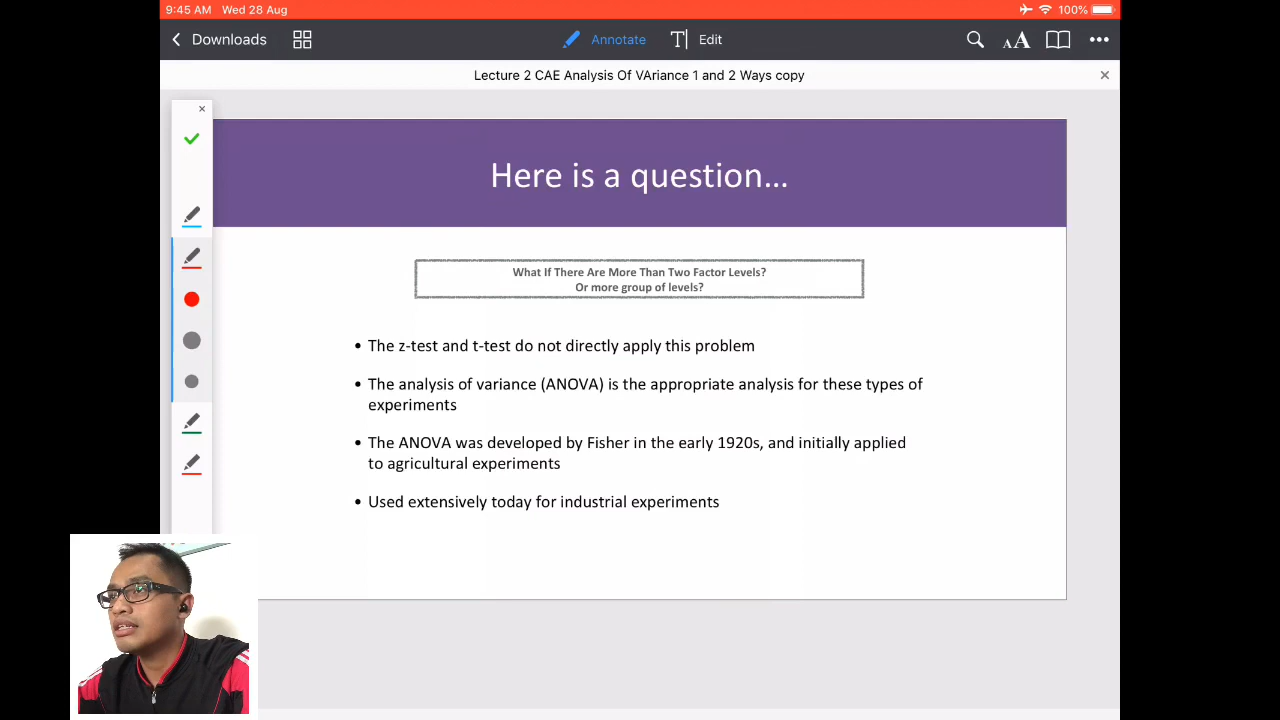 9:45 AM Wed 28 Aug 100%
Downloads Annotate T Edit AA
Lecture 2 CAE Analysis Of VAriance 1 and 2 Ways copy
Here is a question...
What If There Are More Than Two Factor Levels?
Or more group of levels?
• The z-test and t-test do not directly apply this problem
• The analysis of variance (ANOVA) is the appropriate analysis for these types of
experiments
• The ANOVA was developed by Fisher in the early 1920s, and initially applied
to agricultural experiments
• Used extensively today for industrial experiments